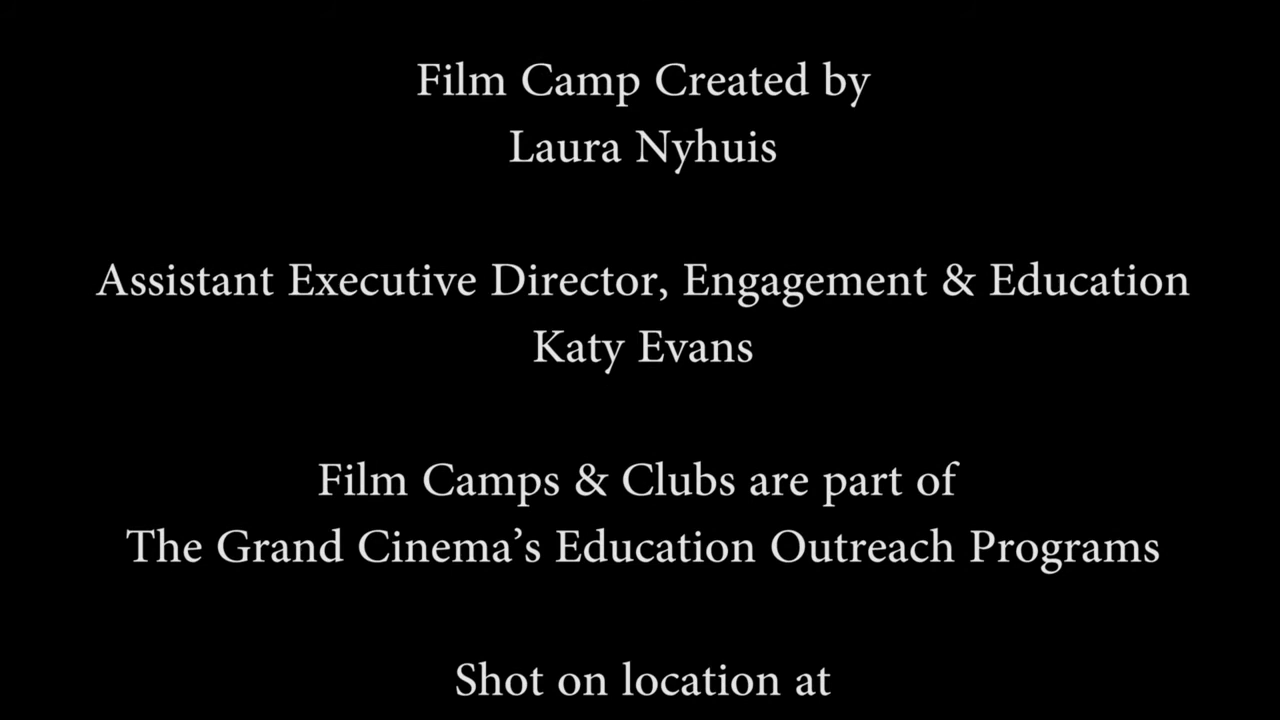 Film Camp Created by
Laura Nyhuis
Assistant Executive Director, Engagement & Education
Katy Evans
Film Camps & Clubs are part of
The Grand Cinema’s Education Outreach Programs
Shot on location at